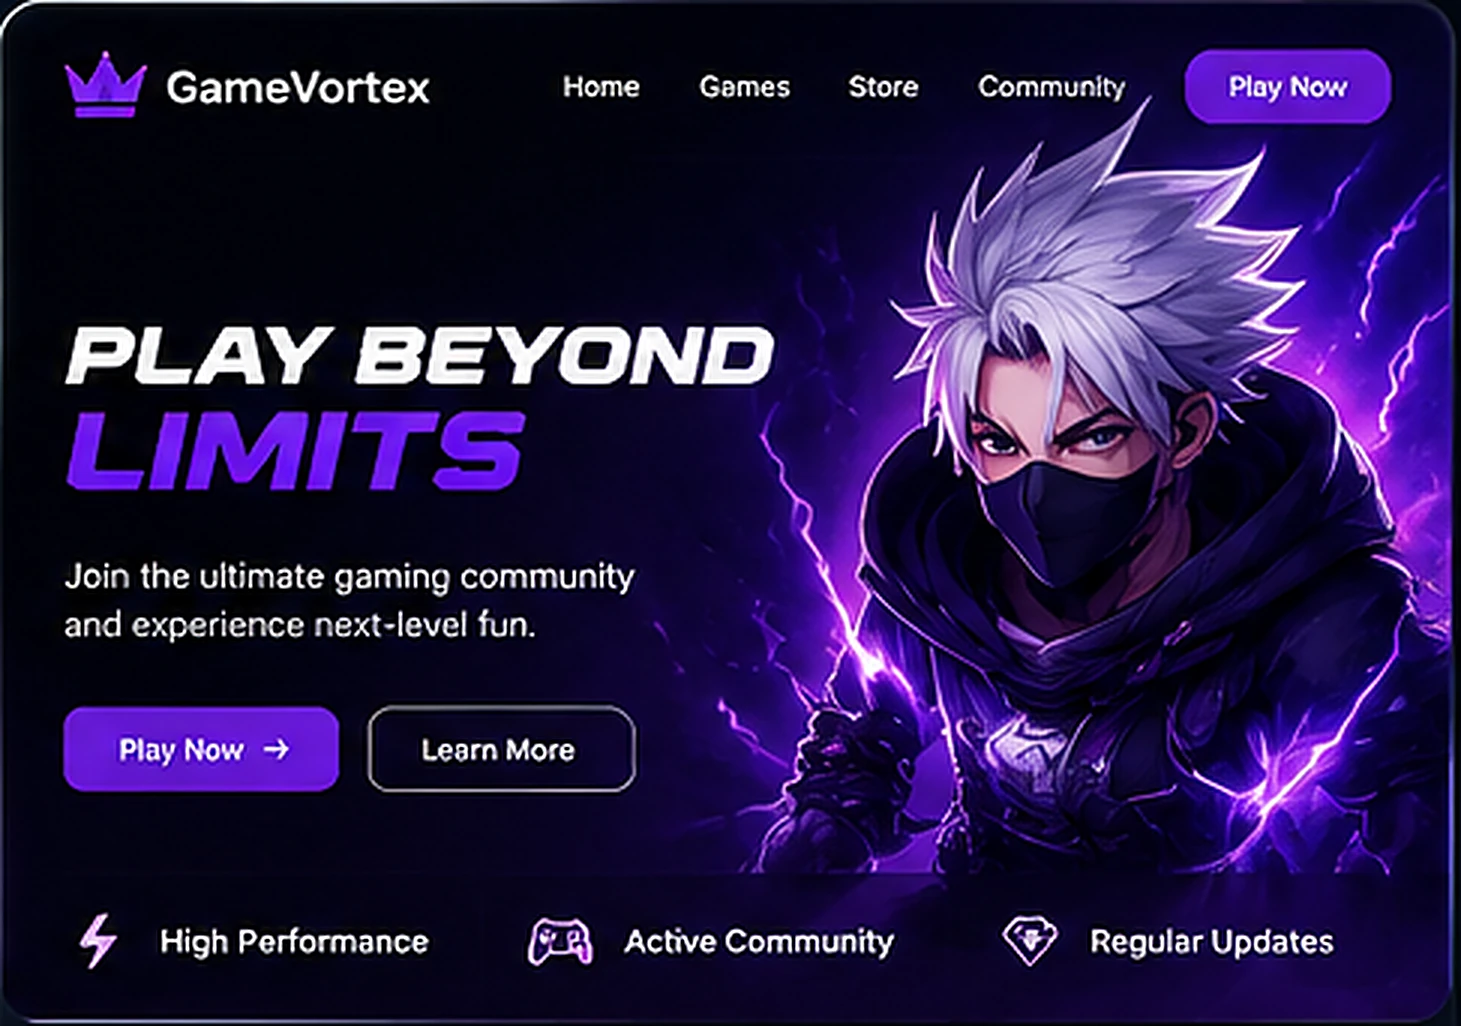 GameVortex
Home Games Store Community Play Now
PLAY BEYOND
LIMITS
Join the ultimate gaming community
and experience next-level fun.
Play Now →
Learn More
High Performance
Active Community
Regular Updates